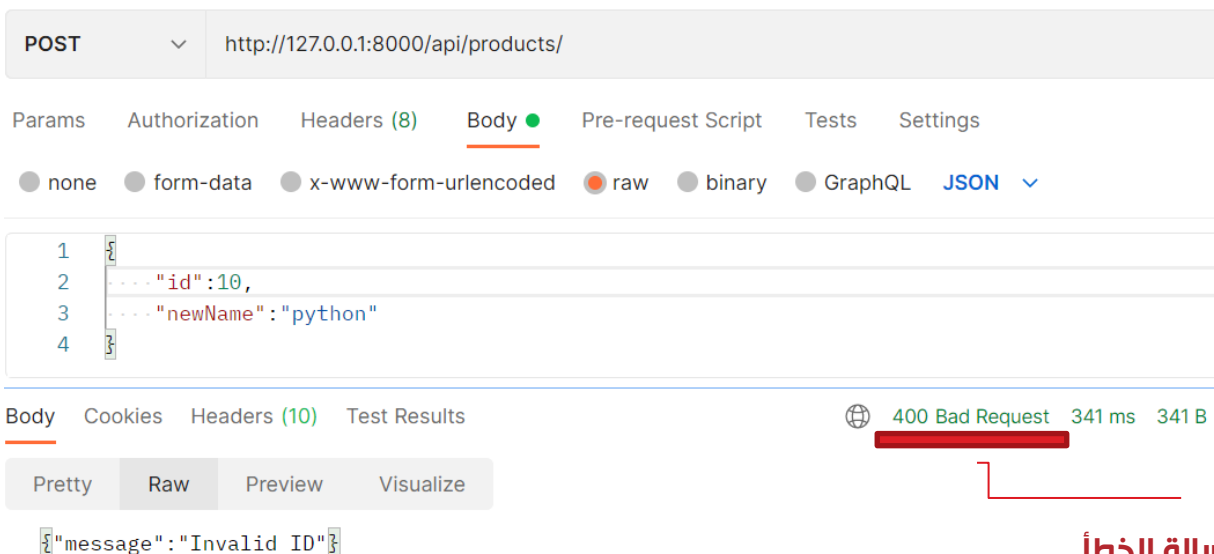 POST http://127.0.0.1:8000/api/products/
Params Authorization Headers (8) Body Pre-request Script Tests Settings
none form-data x-www-form-urlencoded raw binary GraphQL JSON
1 {
2 "id":10,
3 "newName":"python"
4 }
Body Cookies Headers (10) Test Results 400 Bad Request 341 ms 341 B
Pretty Raw Preview Visualize
{"message":"Invalid ID"}
الخطأ